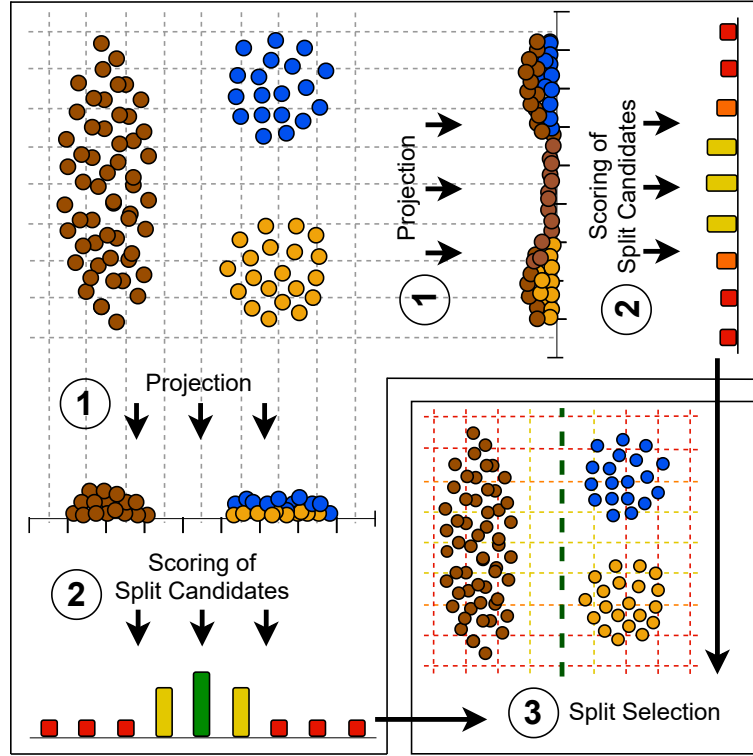 Projection
1
Scoring of
Split Candidates
2
1
Projection
Scoring of
Split Candidates
2
3
Split Selection